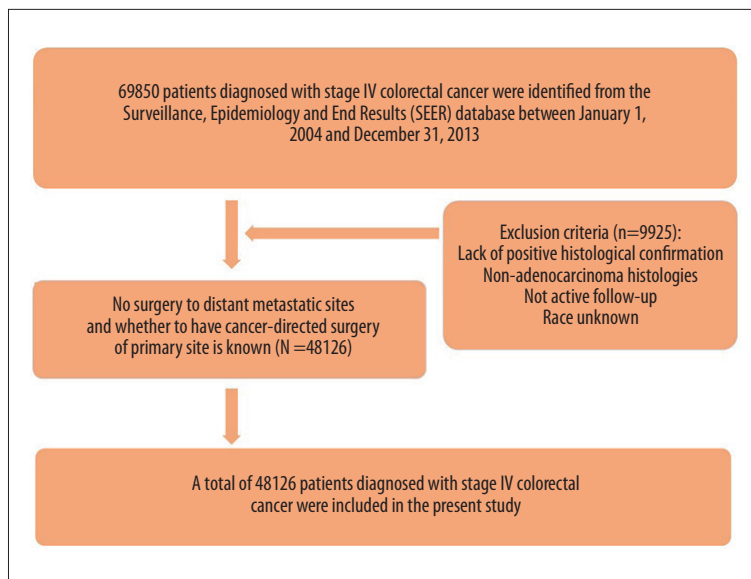 69850 patients diagnosed with stage IV colorectal cancer were identified from the
Surveillance, Epidemiology and End Results (SEER) database between January 1,
2004 and December 31, 2013
Exclusion criteria (n=9925):
Lack of positive histological confirmation
Non-adenocarcinoma histologies
Not active follow-up
Race unknown
No surgery to distant metastatic sites
and whether to have cancer-directed surgery
of primary site is known (N =48126)
A total of 48126 patients diagnosed with stage IV colorectal
cancer were included in the present study